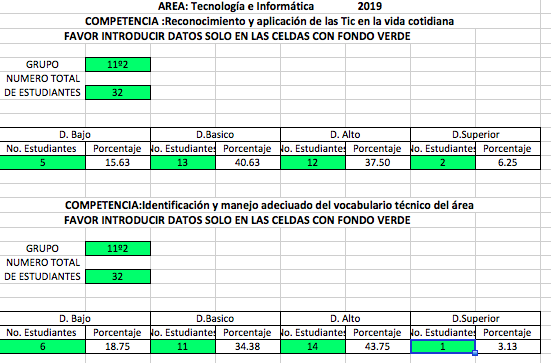 AREA: Tecnología e Informática 2019
COMPETENCIA :Reconocimiento y aplicación de las Tic en la vida cotidiana
FAVOR INTRODUCIR DATOS SOLO EN LAS CELDAS CON FONDO VERDE
GRUPO 11º2
NUMERO TOTAL
DE ESTUDIANTES 32
D. Bajo D.Basico D. Alto D.Superior
No. Estudiantes Porcentaje No. Estudiantes Porcentaje No. Estudiantes Porcentaje No. Estudiantes Porcentaje
5 15.63 13 40.63 12 37.50 2 6.25
COMPETENCIA:Identificación y manejo adeciuado del vocabulario técnico del área
FAVOR INTRODUCIR DATOS SOLO EN LAS CELDAS CON FONDO VERDE
GRUPO 11º2
NUMERO TOTAL
DE ESTUDIANTES 32
D. Bajo D.Basico D. Alto D.Superior
No. Estudiantes Porcentaje No. Estudiantes Porcentaje No. Estudiantes Porcentaje No. Estudiantes Porcentaje
6 18.75 11 34.38 14 43.75 1 3.13